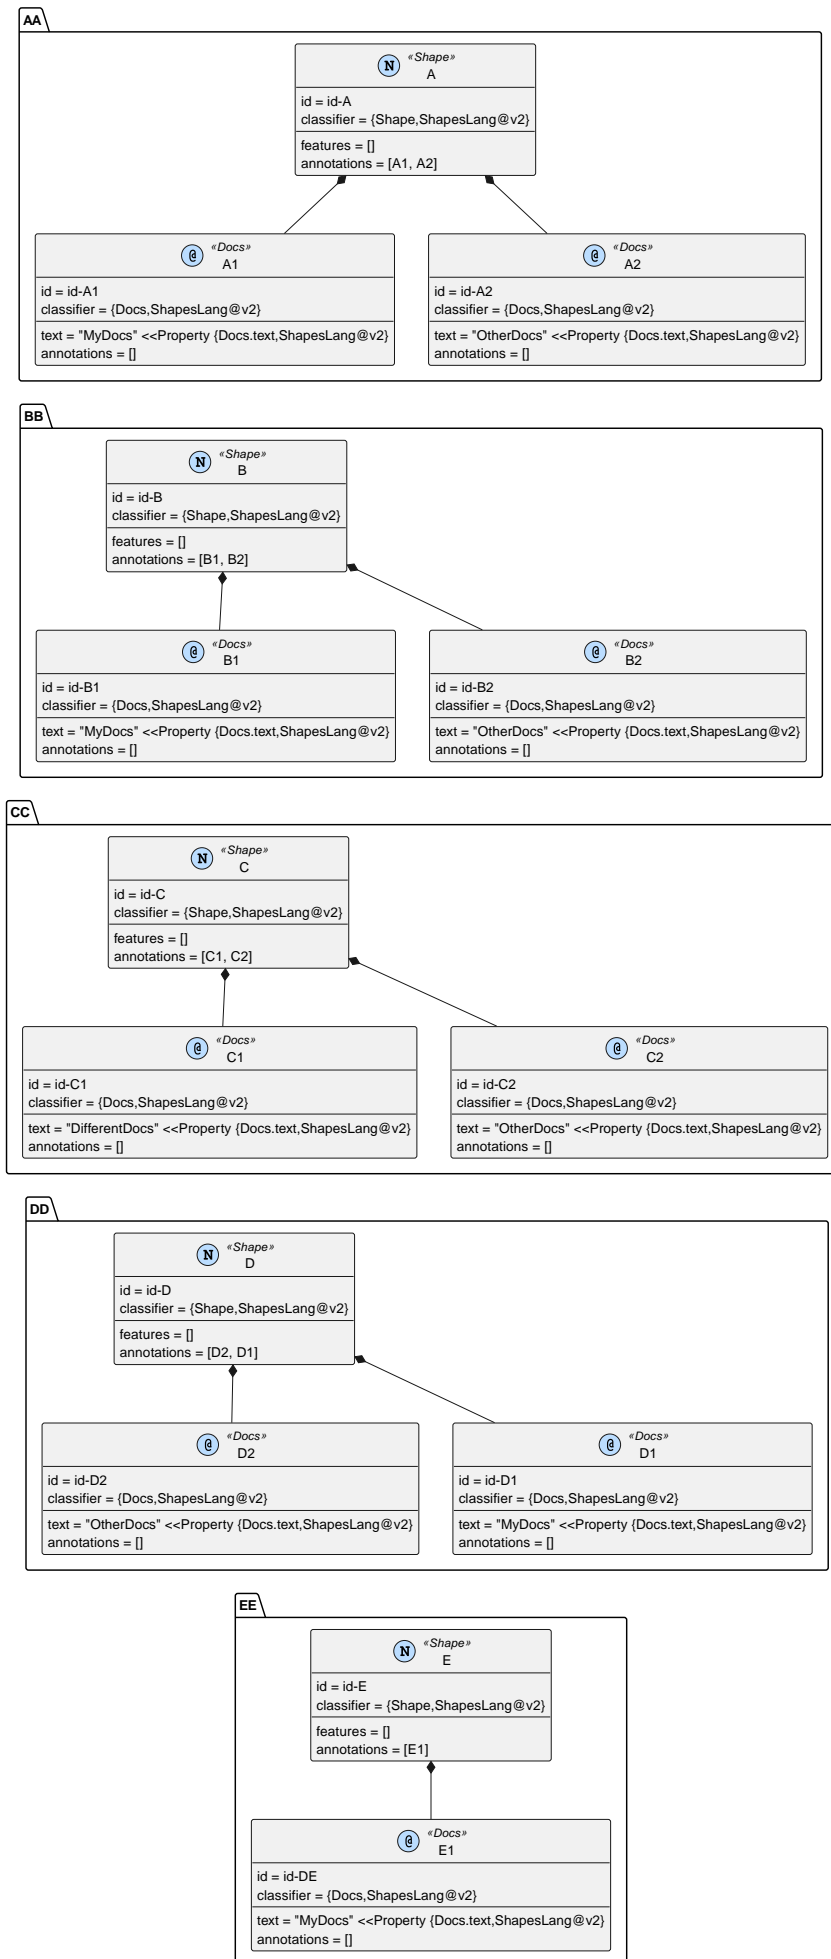 AA
N «Shape»
A
id = id-A
classifier = {Shape,ShapesLang@v2}
features = []
annotations = [A1, A2]
@ «Docs»
A1
id = id-A1
classifier = {Docs,ShapesLang@v2}
text = "MyDocs" <<Property {Docs.text,ShapesLang@v2}
annotations = []
@ «Docs»
A2
id = id-A2
classifier = {Docs,ShapesLang@v2}
text = "OtherDocs" <<Property {Docs.text,ShapesLang@v2}
annotations = []
BB
N «Shape»
B
id = id-B
classifier = {Shape,ShapesLang@v2}
features = []
annotations = [B1, B2]
@ «Docs»
B1
id = id-B1
classifier = {Docs,ShapesLang@v2}
text = "MyDocs" <<Property {Docs.text,ShapesLang@v2}
annotations = []
@ «Docs»
B2
id = id-B2
classifier = {Docs,ShapesLang@v2}
text = "OtherDocs" <<Property {Docs.text,ShapesLang@v2}
annotations = []
CC
N «Shape»
C
id = id-C
classifier = {Shape,ShapesLang@v2}
features = []
annotations = [C1, C2]
@ «Docs»
C1
id = id-C1
classifier = {Docs,ShapesLang@v2}
text = "DifferentDocs" <<Property {Docs.text,ShapesLang@v2}
annotations = []
@ «Docs»
C2
id = id-C2
classifier = {Docs,ShapesLang@v2}
text = "OtherDocs" <<Property {Docs.text,ShapesLang@v2}
annotations = []
DD
N «Shape»
D
id = id-D
classifier = {Shape,ShapesLang@v2}
features = []
annotations = [D2, D1]
@ «Docs»
D2
id = id-D2
classifier = {Docs,ShapesLang@v2}
text = "OtherDocs" <<Property {Docs.text,ShapesLang@v2}
annotations = []
@ «Docs»
D1
id = id-D1
classifier = {Docs,ShapesLang@v2}
text = "MyDocs" <<Property {Docs.text,ShapesLang@v2}
annotations = []
EE
N «Shape»
E
id = id-E
classifier = {Shape,ShapesLang@v2}
features = []
annotations = [E1]
@ «Docs»
E1
id = id-DE
classifier = {Docs,ShapesLang@v2}
text = "MyDocs" <<Property {Docs.text,ShapesLang@v2}
annotations = []